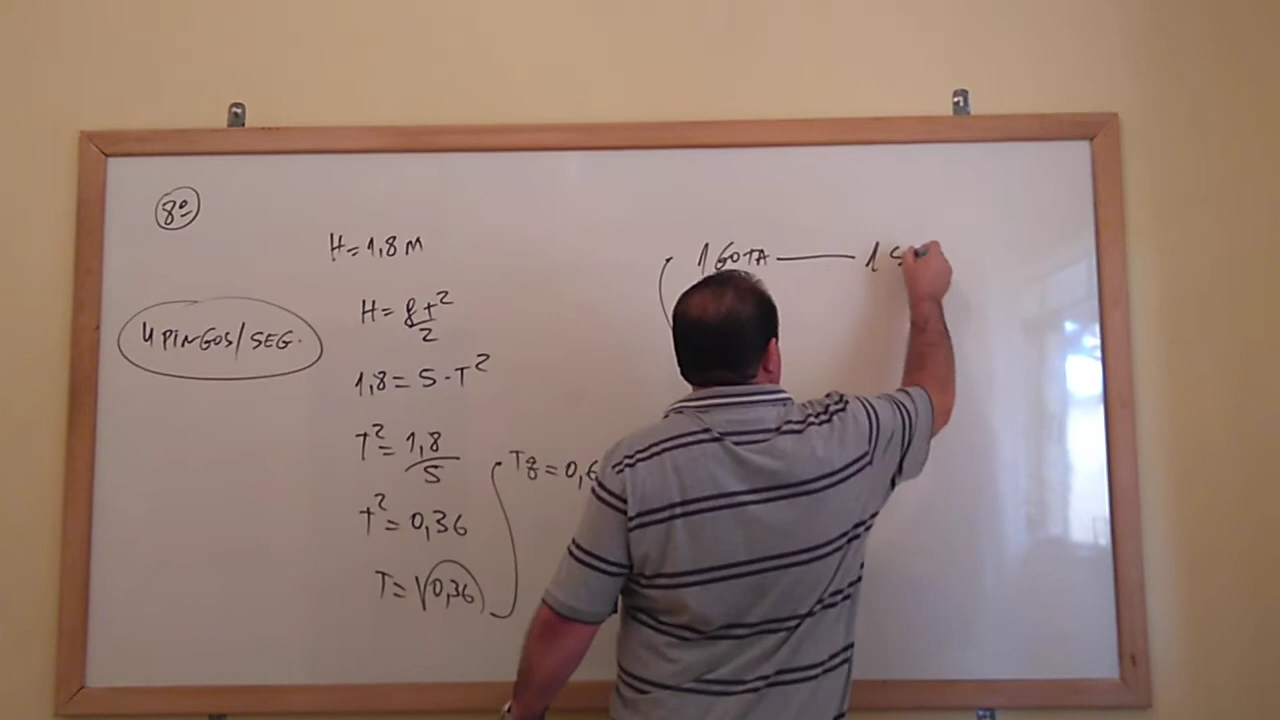 8º
H=1,8M
4 PINGOS/SEG.
H= gt²
2
1,8= 5·T²
T²= 1,8
5
T²= 0,36
T= √0,36
Tq=0,6
1 GOTA — 1 S